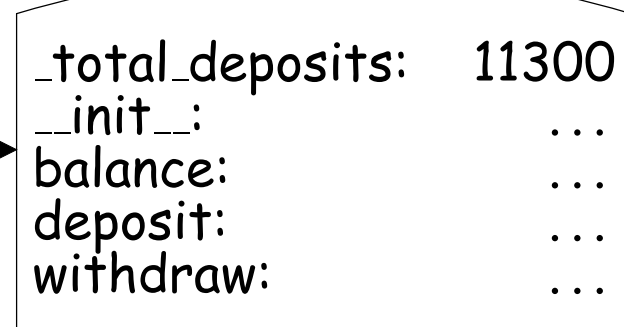 _total_deposits: 11300
__init__: ...
balance: ...
deposit: ...
withdraw: ...